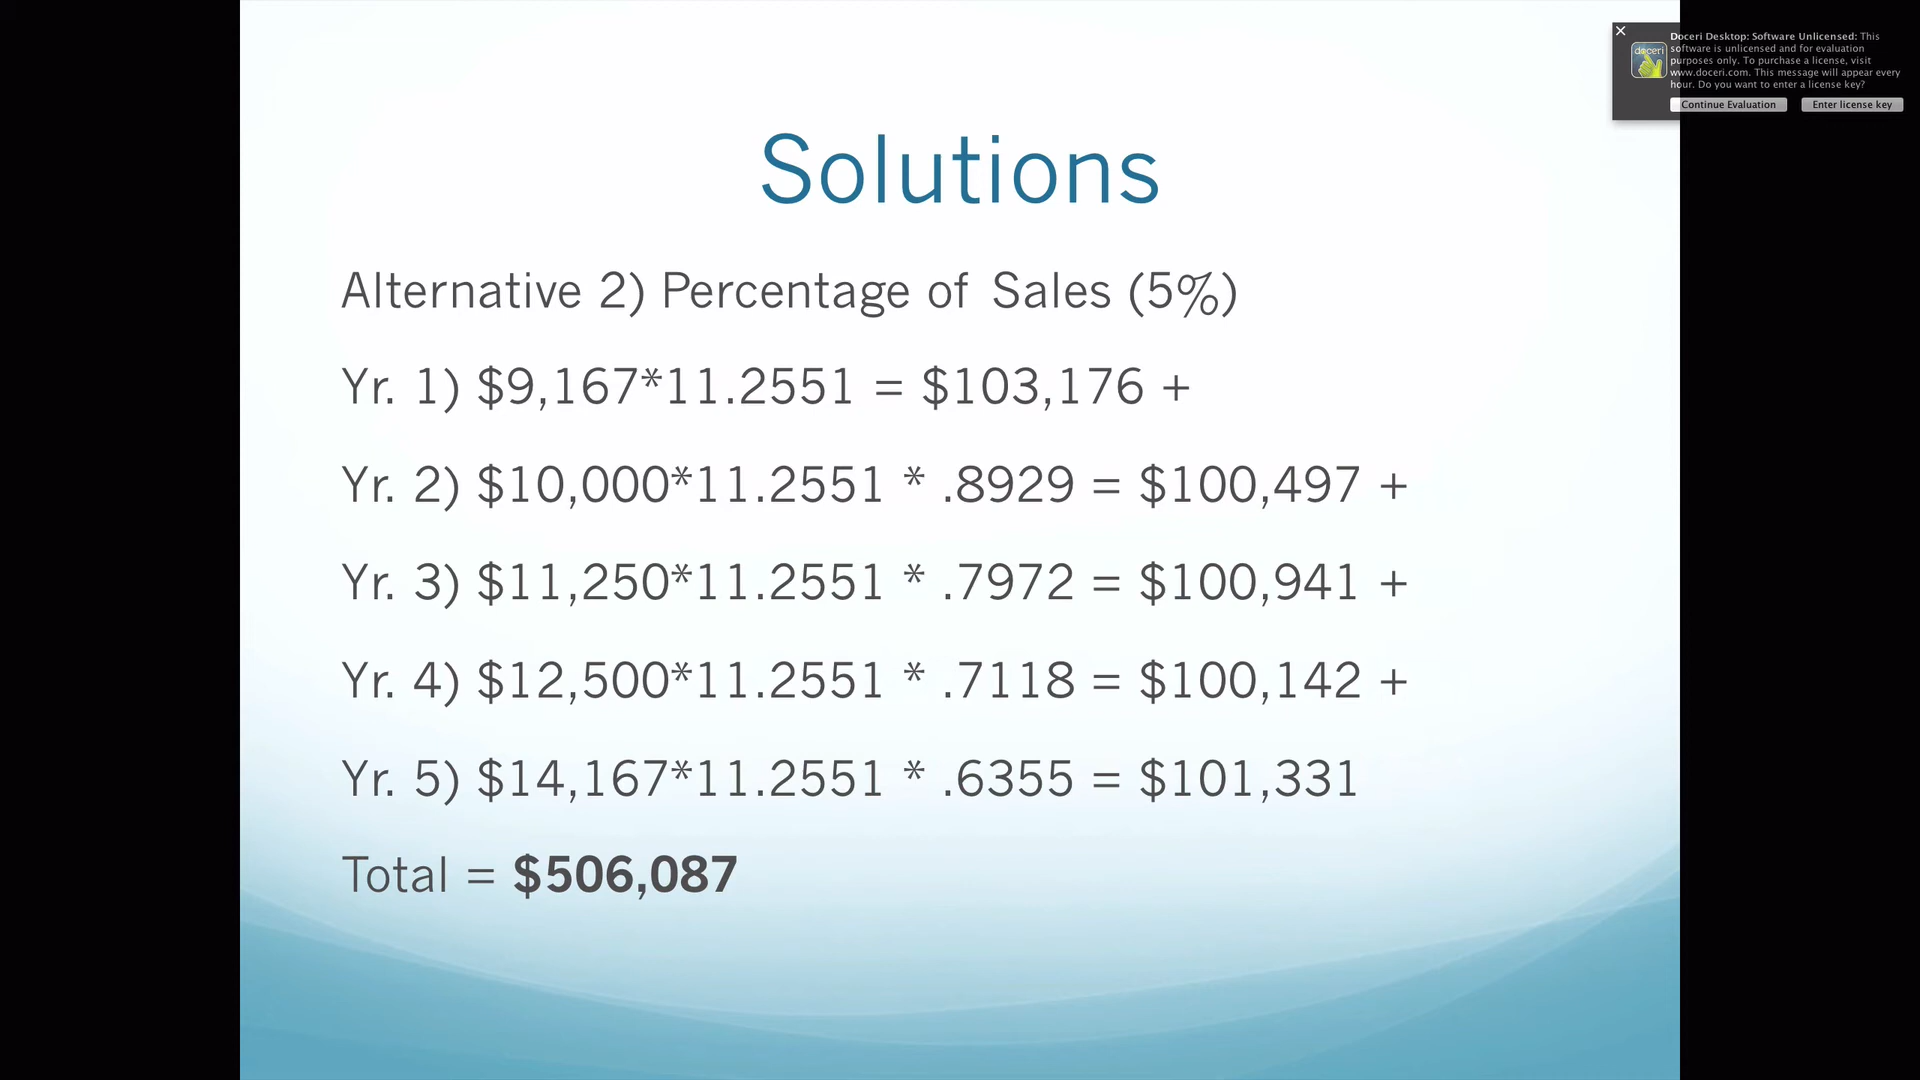 Doceri Desktop: Software Unlicensed: This
software is unlicensed and for evaluation
purposes only. To purchase a license, visit
www.doceri.com. This message will appear every
hour. Do you want to enter a license key?
doceri
Continue Evaluation Enter license key
Solutions
Alternative 2) Percentage of Sales (5%)
Yr. 1) $9,167*11.2551 = $103,176 +
Yr. 2) $10,000*11.2551 * .8929 = $100,497 +
Yr. 3) $11,250*11.2551 * .7972 = $100,941 +
Yr. 4) $12,500*11.2551 * .7118 = $100,142 +
Yr. 5) $14,167*11.2551 * .6355 = $101,331
Total = $506,087